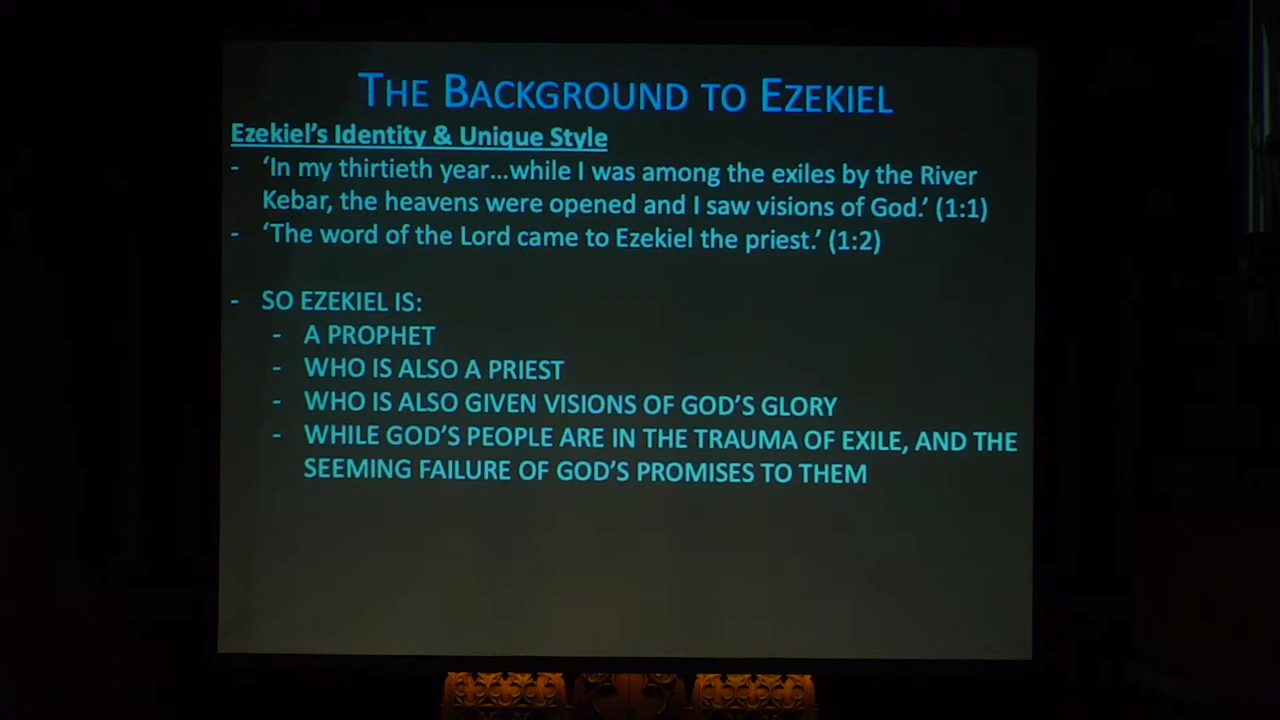 THE BACKGROUND TO EZEKIEL
Ezekiel's Identity & Unique Style
- 'In my thirtieth year...while I was among the exiles by the River
Kebar, the heavens were opened and I saw visions of God.' (1:1)
- 'The word of the Lord came to Ezekiel the priest.' (1:2)
- SO EZEKIEL IS:
- A PROPHET
- WHO IS ALSO A PRIEST
- WHO IS ALSO GIVEN VISIONS OF GOD'S GLORY
- WHILE GOD'S PEOPLE ARE IN THE TRAUMA OF EXILE, AND THE
SEEMING FAILURE OF GOD'S PROMISES TO THEM